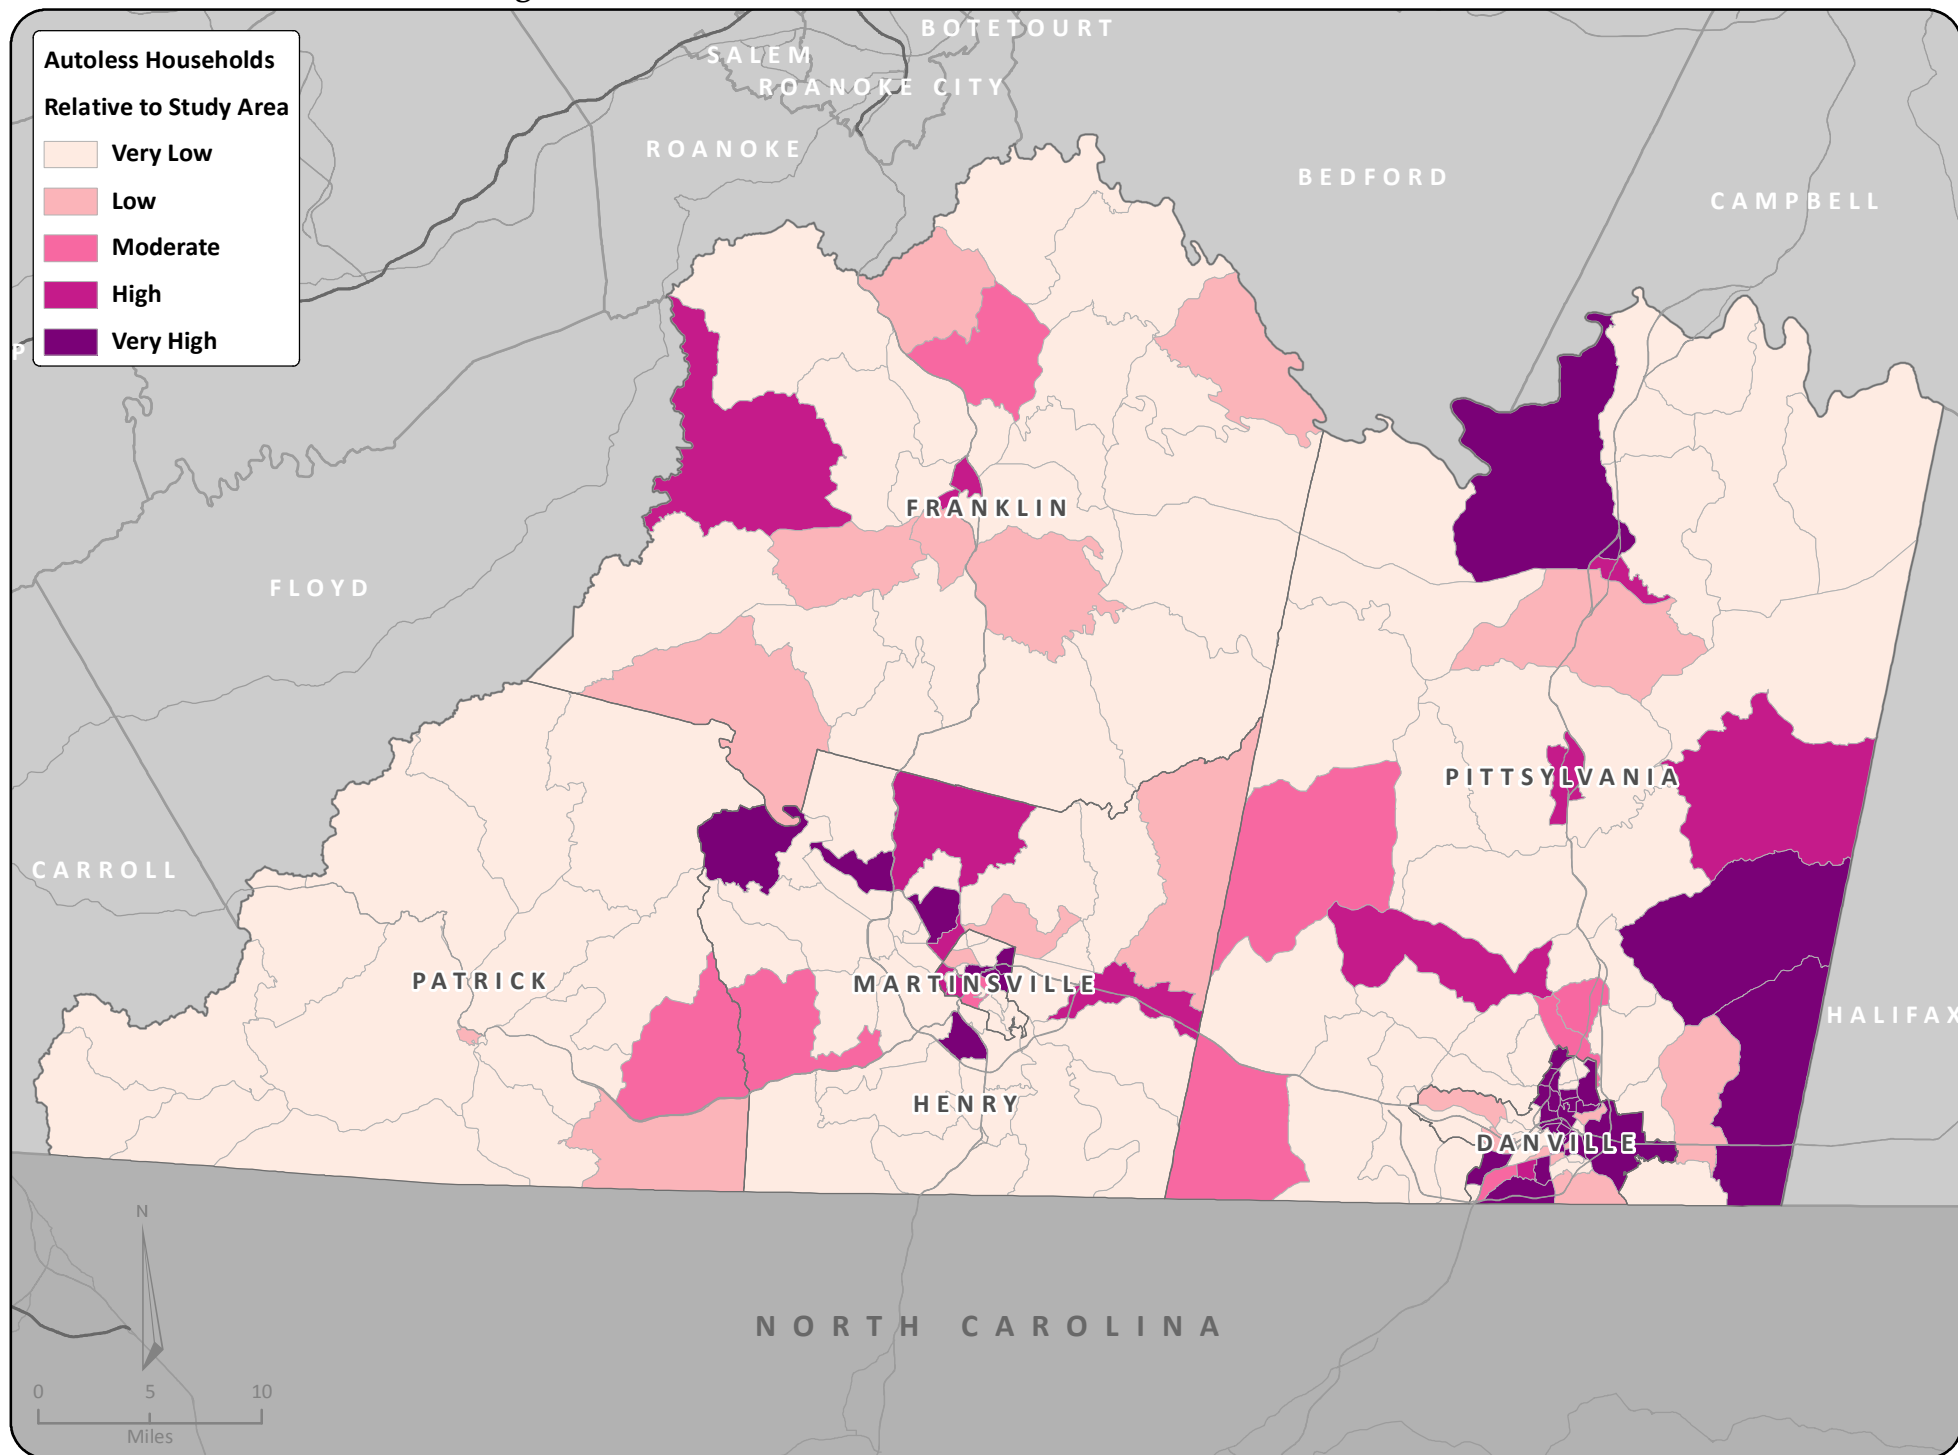 Autoless Households
Relative to Study Area
Very Low
Low
Moderate
High
Very High
BOTETOURT
SALEM
ROANOKE CITY
ROANOKE
BEDFORD
CAMPBELL
P
FRANKLIN
FLOYD
PITTSYLVANIA
CARROLL
PATRICK
MARTINSVILLE
HALIFAX
HENRY
DANVILLE
N
NORTH CAROLINA
0 5 10
Miles